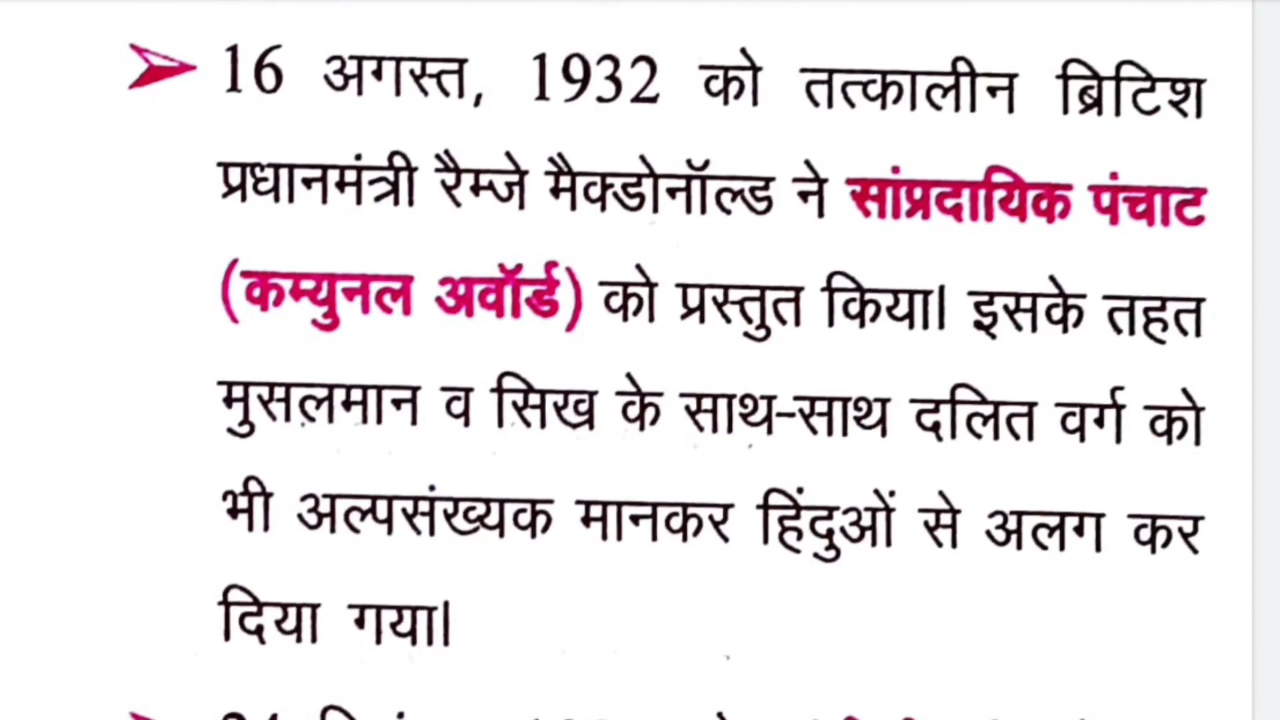 ➤ 16 अगस्त, 1932 को तत्कालीन ब्रिटिश
प्रधानमंत्री रैम्जे मैक्डोनॉल्ड ने सांप्रदायिक पंचाट
(कम्युनल अवॉर्ड) को प्रस्तुत किया। इसके तहत
मुसलमान व सिख के साथ-साथ दलित वर्ग को
भी अल्पसंख्यक मानकर हिंदुओं से अलग कर
दिया गया।